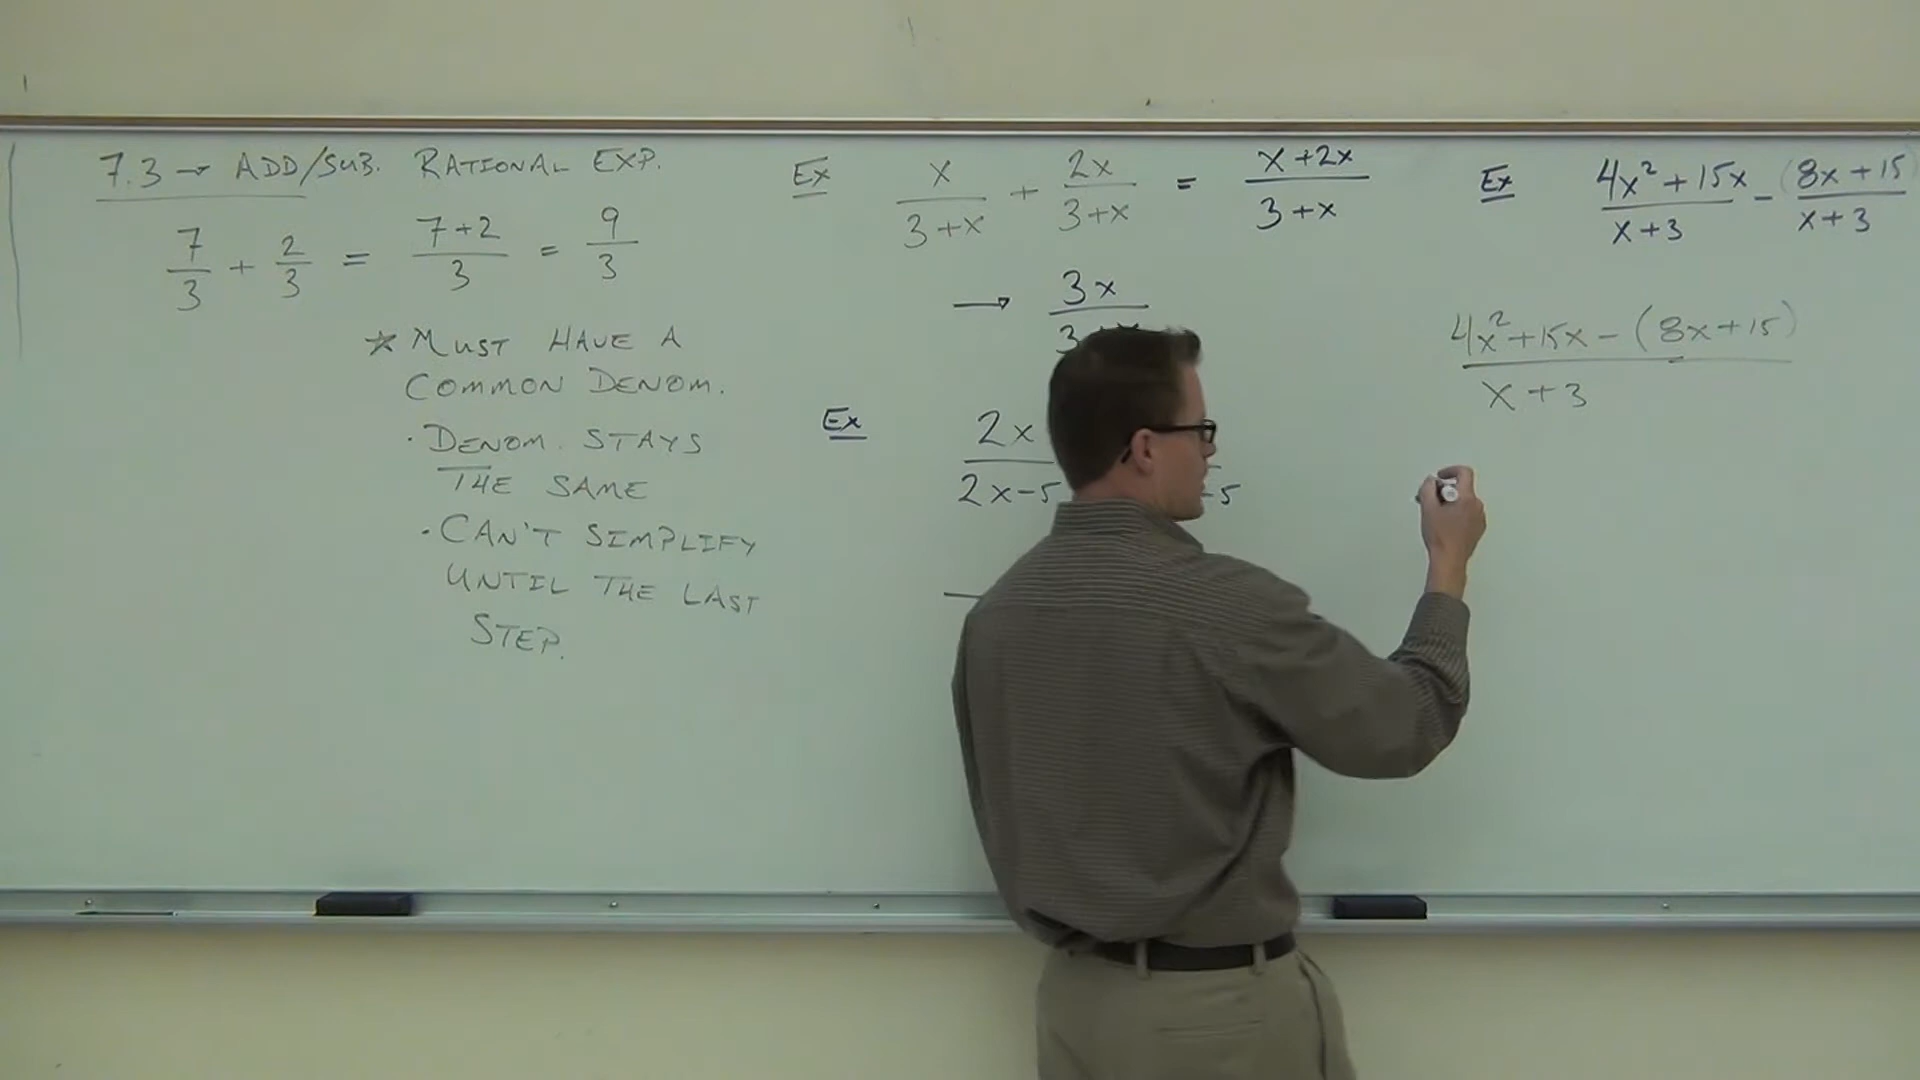 7.3 → ADD/SUB. RATIONAL EXP.
7/3 + 2/3 = 7+2/3 = 9/3
☆ MUST HAVE A
COMMON DENOM.
· DENOM. STAYS
THE SAME
· CAN'T SIMPLIFY
UNTIL THE LAST
STEP.
Ex x/3+x + 2x/3+x = x+2x/3+x
→ 3x/3+x
Ex 2x/2x-5
-5
Ex 4x²+15x/x+3 - (8x+15/x+3
4x²+15x-(8x+15)/x+3